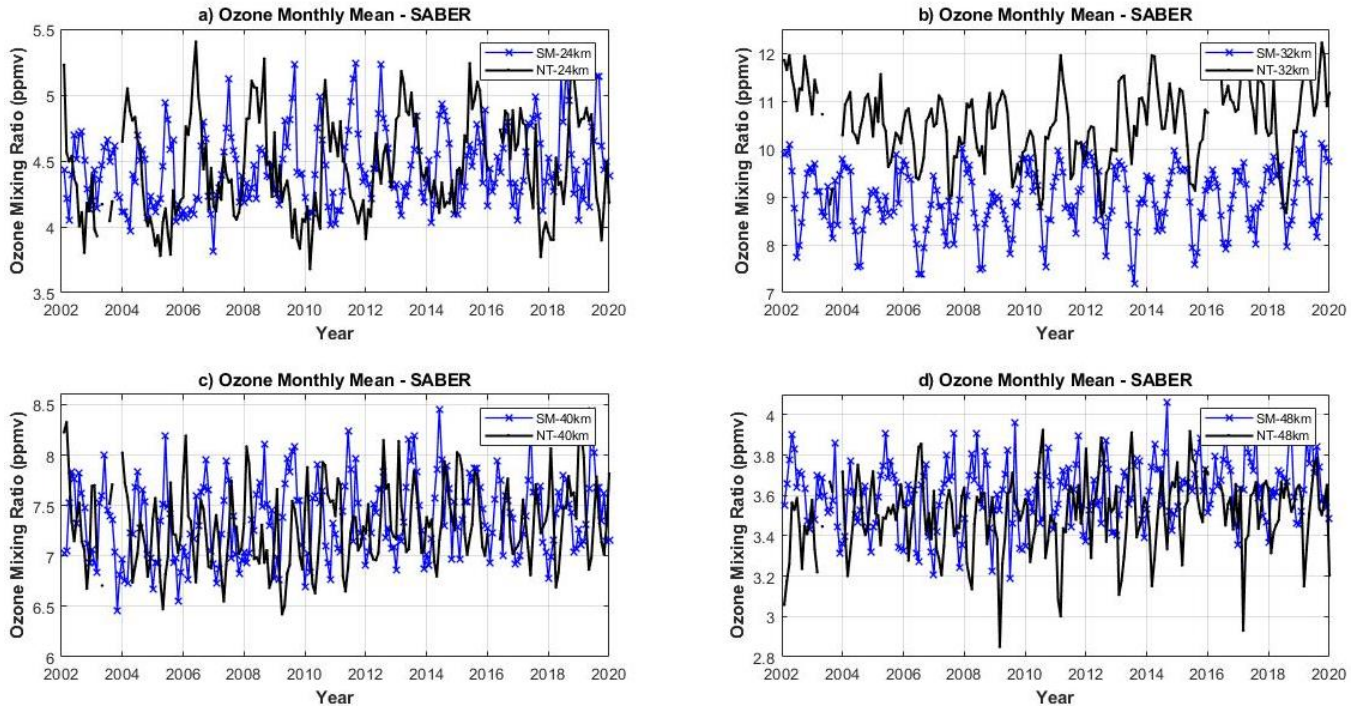 a) Ozone Monthly Mean - SABER
Ozone Mixing Ratio (ppmv)
5.5
5
4.5
4
3.5
SM-24km
NT-24km
2002 2004 2006 2008 2010 2012 2014 2016 2018 2020
Year
b) Ozone Monthly Mean - SABER
Ozone Mixing Ratio (ppmv)
12
11
10
9
8
7
SM-32km
NT-32km
2002 2004 2006 2008 2010 2012 2014 2016 2018 2020
Year
c) Ozone Monthly Mean - SABER
Ozone Mixing Ratio (ppmv)
8.5
8
7.5
7
6.5
6
SM-40km
NT-40km
2002 2004 2006 2008 2010 2012 2014 2016 2018 2020
Year
d) Ozone Monthly Mean - SABER
Ozone Mixing Ratio (ppmv)
4
3.8
3.6
3.4
3.2
3
2.8
SM-48km
NT-48km
2002 2004 2006 2008 2010 2012 2014 2016 2018 2020
Year